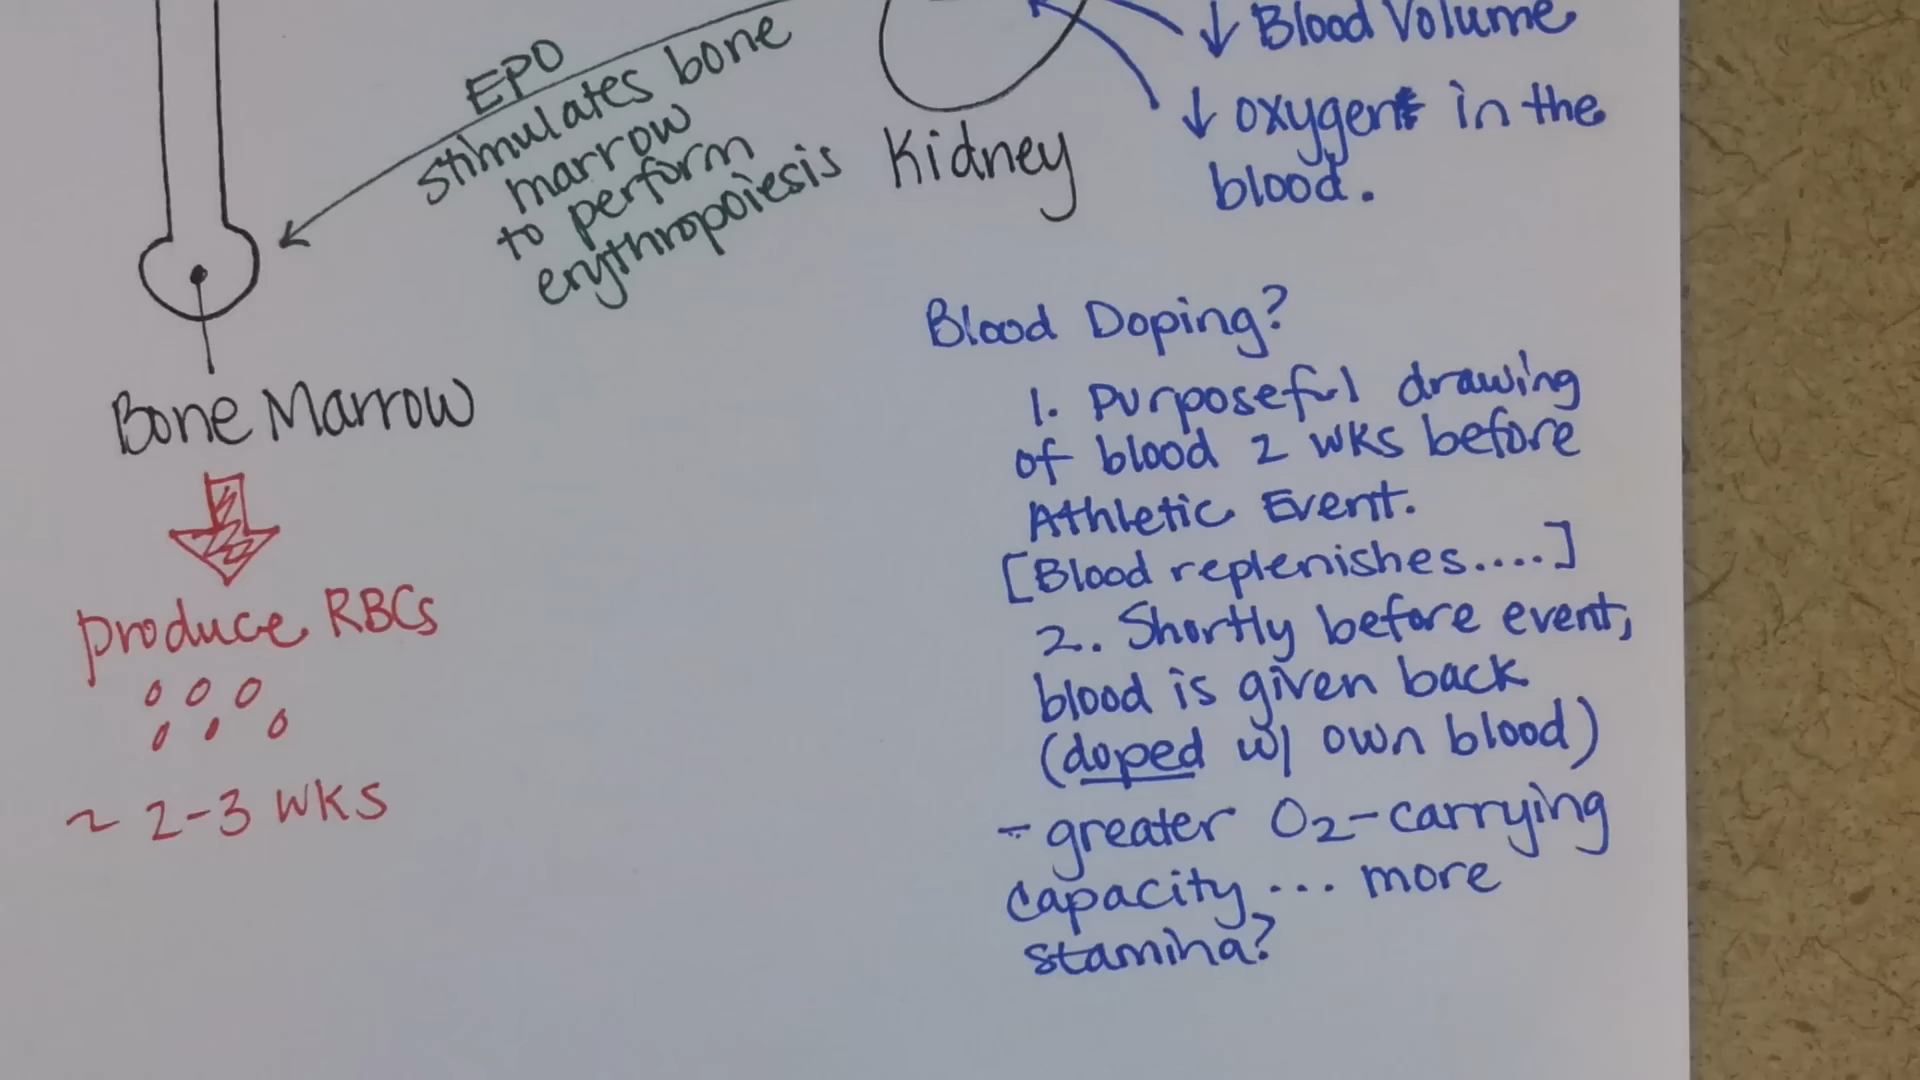 EPO
stimulates bone
marrow
to perform
erythropoiesis
Kidney
↓ Blood Volume
↓ oxygen in the
blood.
Bone Marrow
produce RBCs
~ 2-3 wks
Blood Doping?
1. Purposeful drawing
of blood 2 wks before
Athletic Event.
[Blood replenishes.....]
2. Shortly before event,
blood is given back
(doped w/ own blood)
- greater O2-carrying
capacity ... more
stamina?